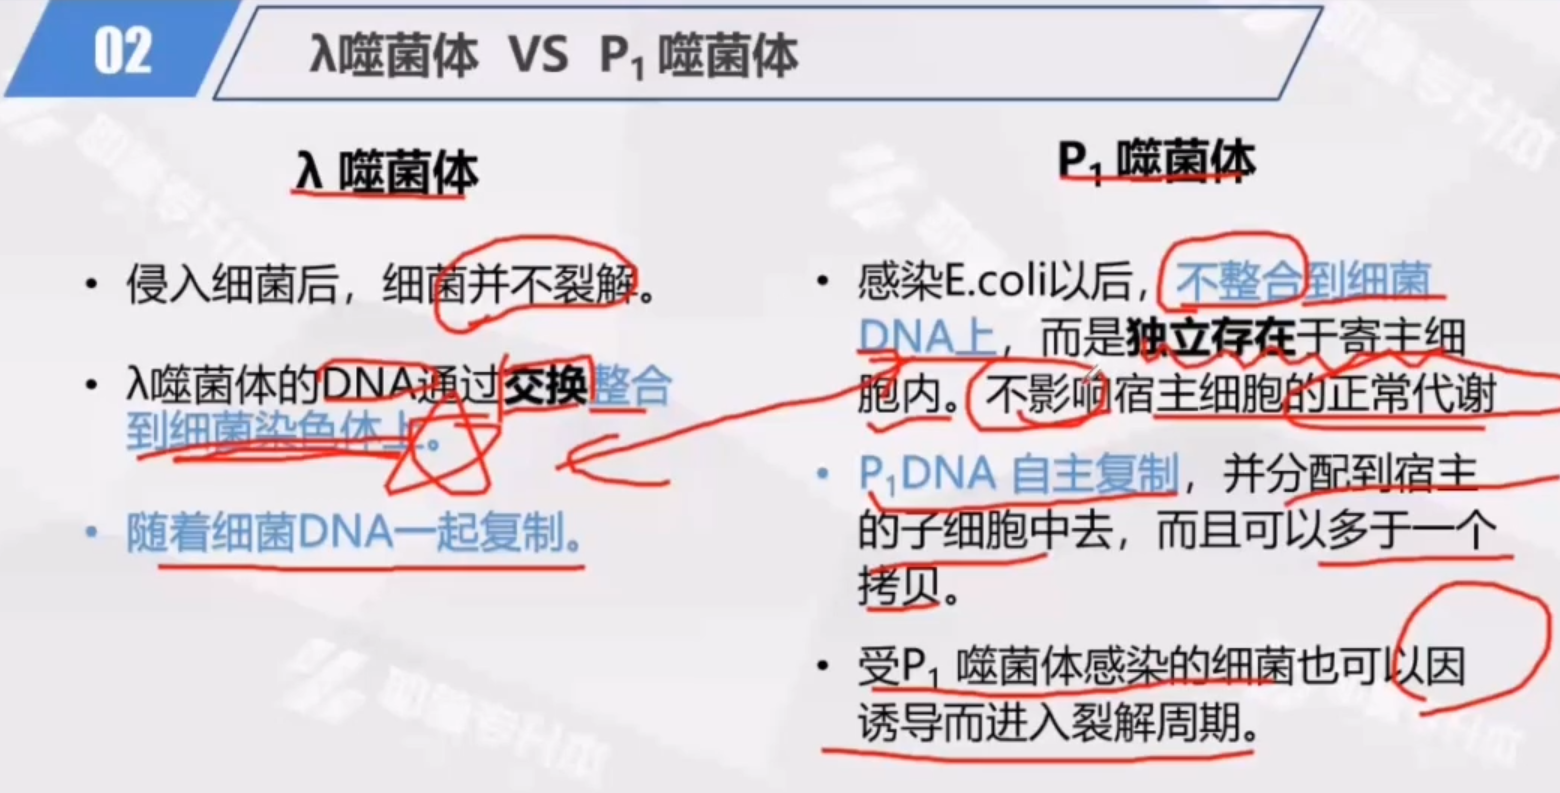 02
λ噬菌体 VS P₁ 噬菌体
λ 噬菌体
• 侵入细菌后，细菌并不裂解。
• λ噬菌体的DNA通过交换整合
到细菌染色体上。
• 随着细菌DNA一起复制。
P₁ 噬菌体
• 感染E.coli以后，不整合到细菌
DNA上，而是独立存在于寄主细
胞内。不影响宿主细胞的正常代谢
• P₁DNA 自主复制，并分配到宿主
的子细胞中去，而且可以多于一个
拷贝。
• 受P₁ 噬菌体感染的细菌也可以因
诱导而进入裂解周期。